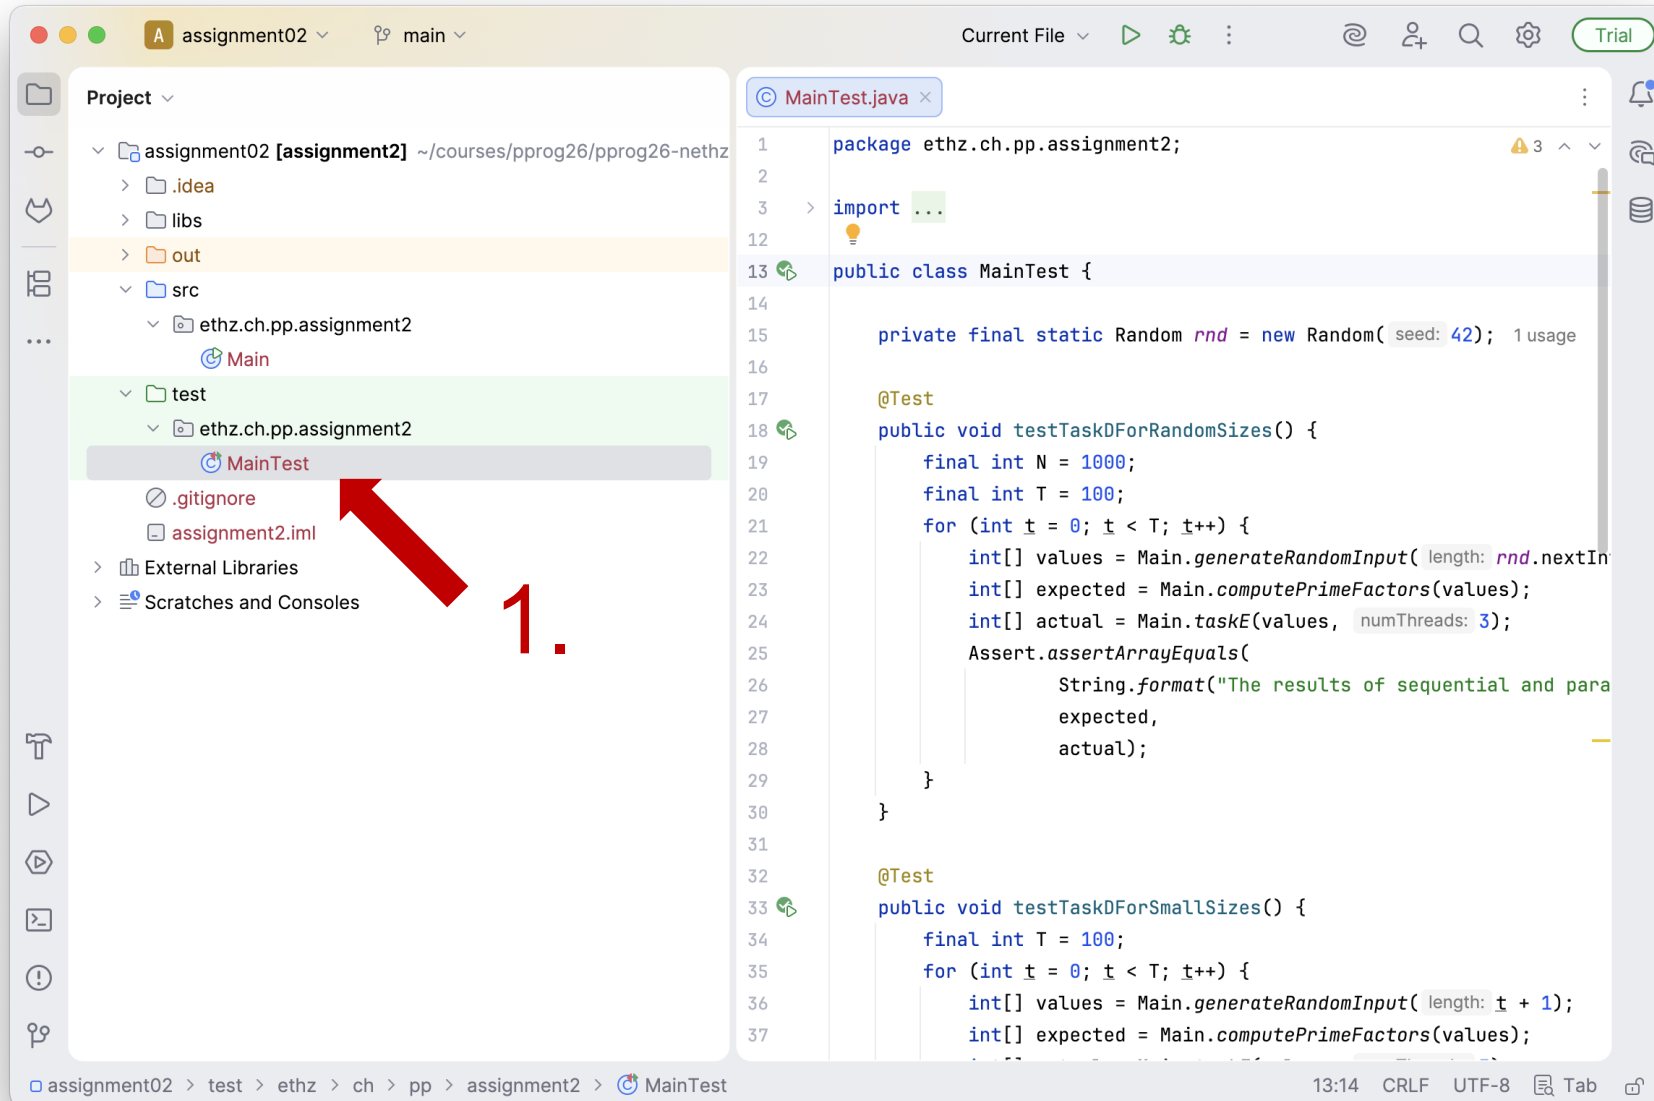 A assignment02 main Current File Trial
Project
assignment02 [assignment2] ~/courses/pprog26/pprog26-nethz
.idea
libs
out
src
ethz.ch.pp.assignment2
Main
test
ethz.ch.pp.assignment2
MainTest
.gitignore
assignment2.iml
External Libraries
Scratches and Consoles
1.
MainTest.java
3
1 package ethz.ch.pp.assignment2;
2
3 import ...
12
13 public class MainTest {
14
15 private final static Random rnd = new Random( seed: 42); 1 usage
16
17 @Test
18 public void testTaskDForRandomSizes() {
19 final int N = 1000;
20 final int T = 100;
21 for (int t = 0; t < T; t++) {
22 int[] values = Main.generateRandomInput( length: rnd.nextIn
23 int[] expected = Main.computePrimeFactors(values);
24 int[] actual = Main.taskE(values, numThreads: 3);
25 Assert.assertArrayEquals(
26 String.format("The results of sequential and para
27 expected,
28 actual);
29 }
30 }
31
32 @Test
33 public void testTaskDForSmallSizes() {
34 final int T = 100;
35 for (int t = 0; t < T; t++) {
36 int[] values = Main.generateRandomInput( length: t + 1);
37 int[] expected = Main.computePrimeFactors(values);
assignment02 > test > ethz > ch > pp > assignment2 > MainTest 13:14 CRLF UTF-8 Tab